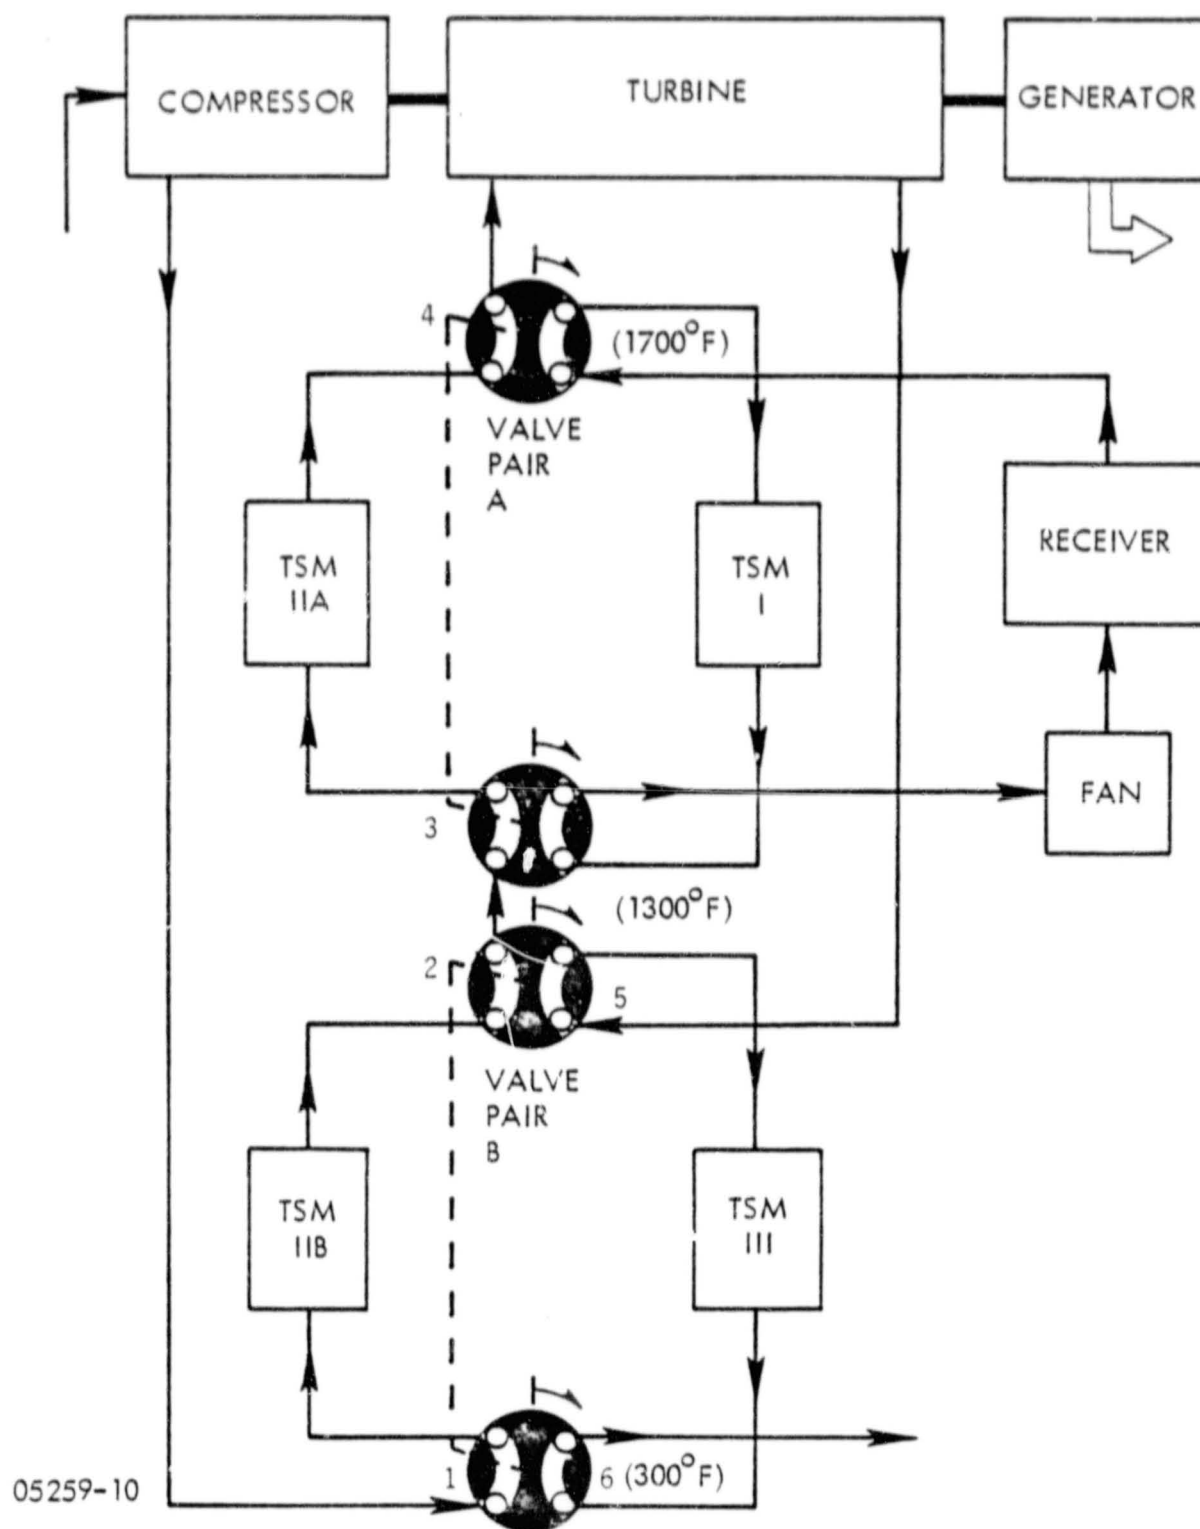 COMPRESSOR
TURBINE
GENERATOR
4
(1700°F)
VALVE
PAIR
A
TSM
IIA
TSM
I
RECEIVER
FAN
3
(1300°F)
2
5
VALVE
PAIR
B
TSM
IIB
TSM
III
1
6 (300°F)
05259-10